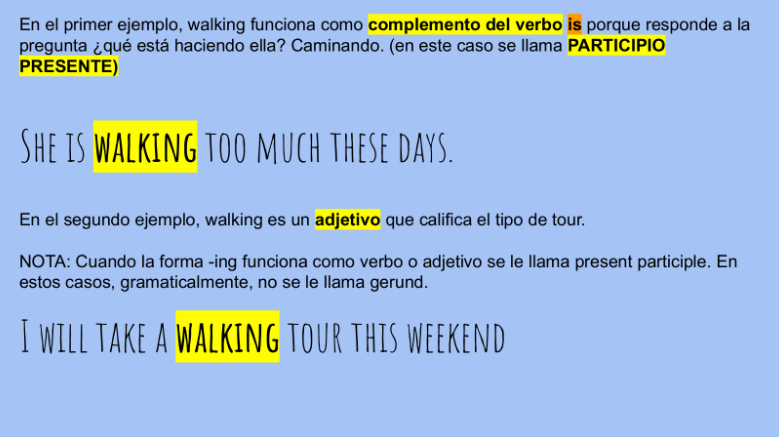 En el primer ejemplo, walking funciona como complemento del verbo is porque responde a la
pregunta ¿qué está haciendo ella? Caminando. (en este caso se llama PARTICIPIO
PRESENTE)
She is walking too much these days.
En el segundo ejemplo, walking es un adjetivo que califica el tipo de tour.
NOTA: Cuando la forma -ing funciona como verbo o adjetivo se le llama present participle. En
estos casos, gramaticalmente, no se le llama gerund.
I will take a walking tour this weekend